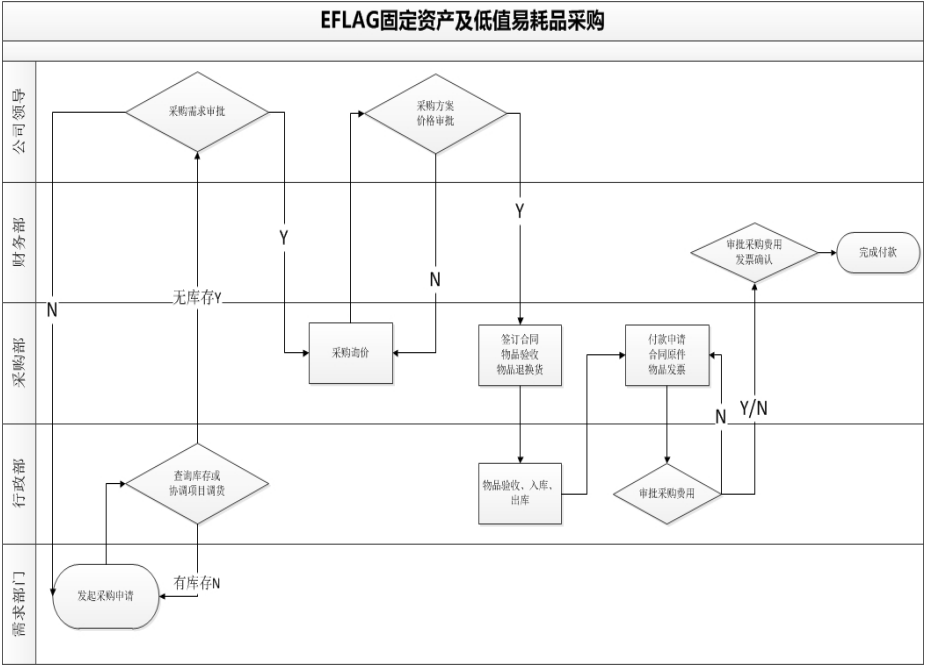 EFLAG固定资产及低值易耗品采购
公司领导
采购需求审批
采购方案
价格审批
财务部
Y
Y
N
审批采购费用
发票确认
完成付款
N
无库存Y
采购部
采购询价
签订合同
物品验收
物品退换货
付款申请
合同原件
物品发票
N
Y/N
行政部
查询库存或
协调项目调货
物品验收、入库、
出库
审批采购费用
需求部门
发起采购申请
有库存N